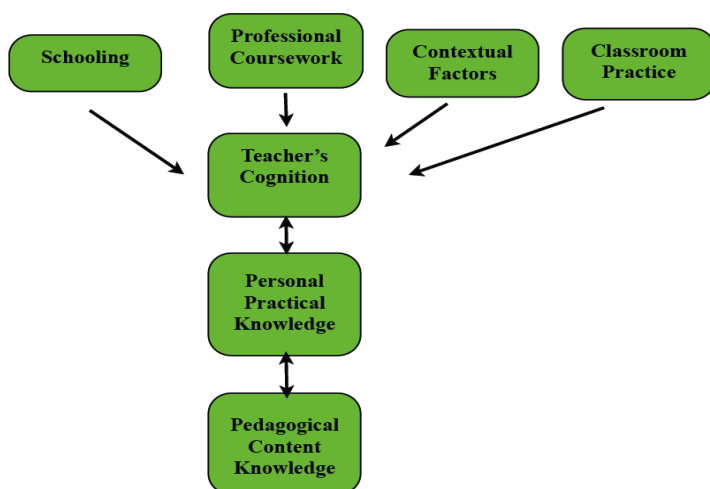 Schooling
Professional
Coursework
Contextual
Factors
Classroom
Practice
Teacher's
Cognition
Personal
Practical
Knowledge
Pedagogical
Content
Knowledge